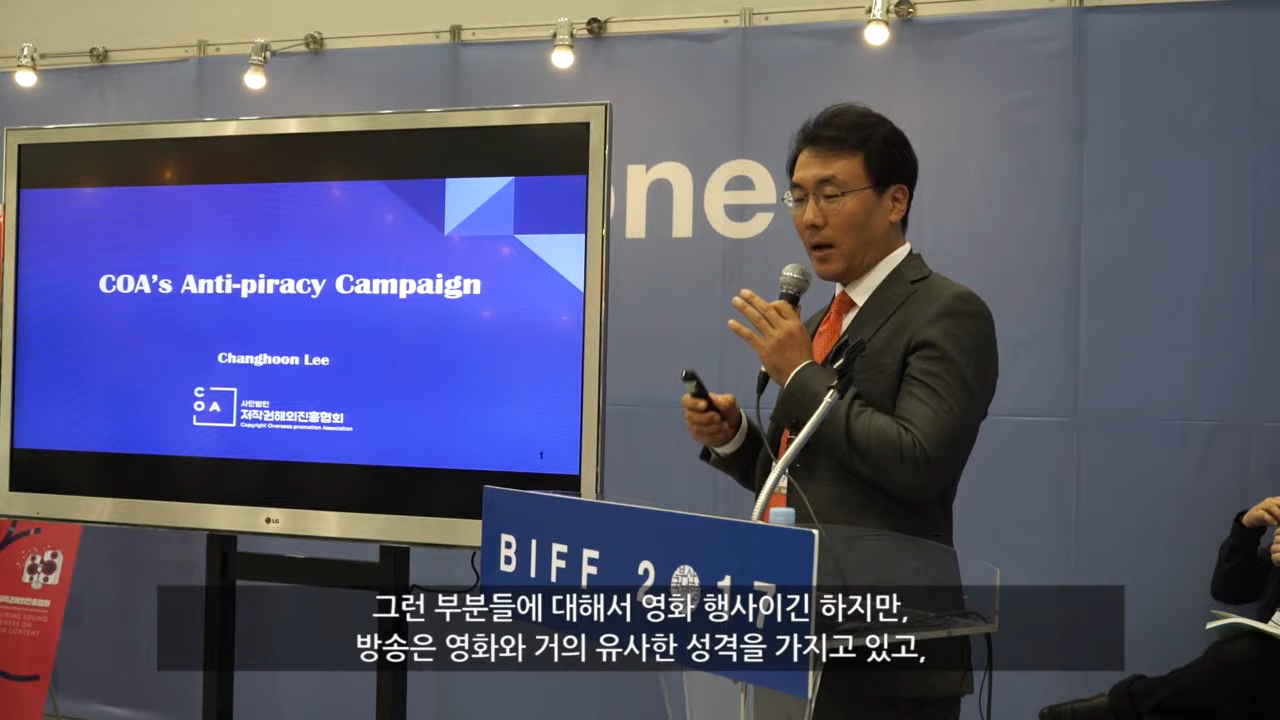 one
COA's Anti-piracy Campaign
Changhoon Lee
C
O A
사단법인
저작권해외진흥협회
Copyright Overseas promotion Association
1
LG
BIFF 2017
그런 부분들에 대해서 영화 행사이긴 하지만,
방송은 영화와 거의 유사한 성격을 가지고 있고,